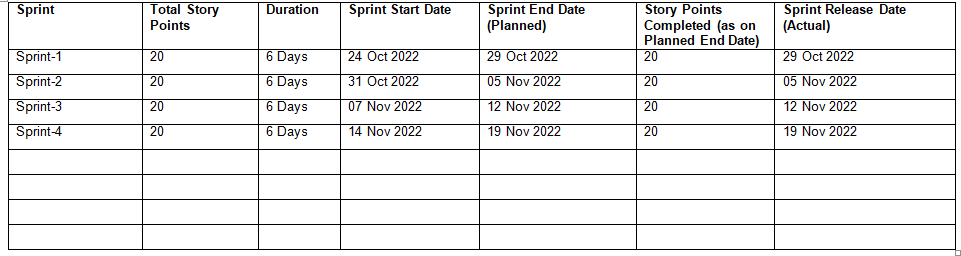 Sprint Total Story Points Duration Sprint Start Date Sprint End Date (Planned) Story Points Completed (as on Planned End Date) Sprint Release Date (Actual)
Sprint-1 20 6 Days 24 Oct 2022 29 Oct 2022 20 29 Oct 2022
Sprint-2 20 6 Days 31 Oct 2022 05 Nov 2022 20 05 Nov 2022
Sprint-3 20 6 Days 07 Nov 2022 12 Nov 2022 20 12 Nov 2022
Sprint-4 20 6 Days 14 Nov 2022 19 Nov 2022 20 19 Nov 2022